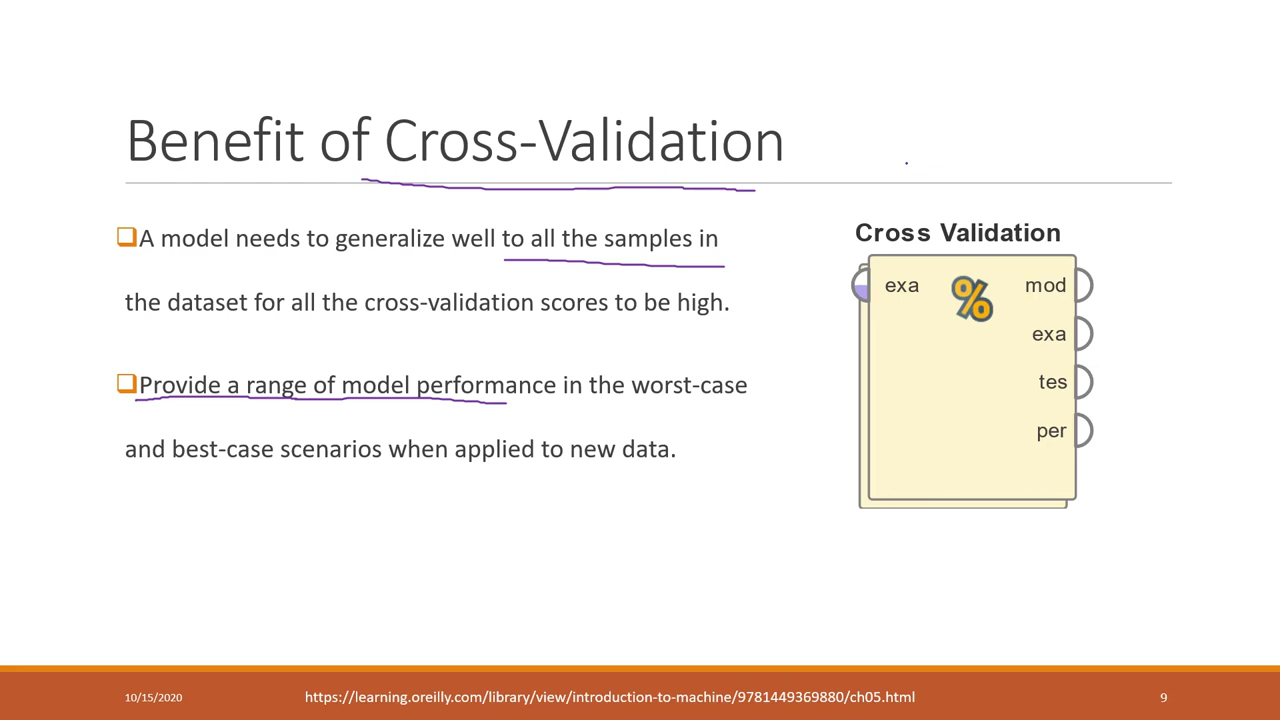 Benefit of Cross-Validation
A model needs to generalize well to all the samples in
the dataset for all the cross-validation scores to be high.
Provide a range of model performance in the worst-case
and best-case scenarios when applied to new data.
Cross Validation
exa
%
mod
exa
tes
per
10/15/2020
https://learning.oreilly.com/library/view/introduction-to-machine/9781449369880/ch05.html
9